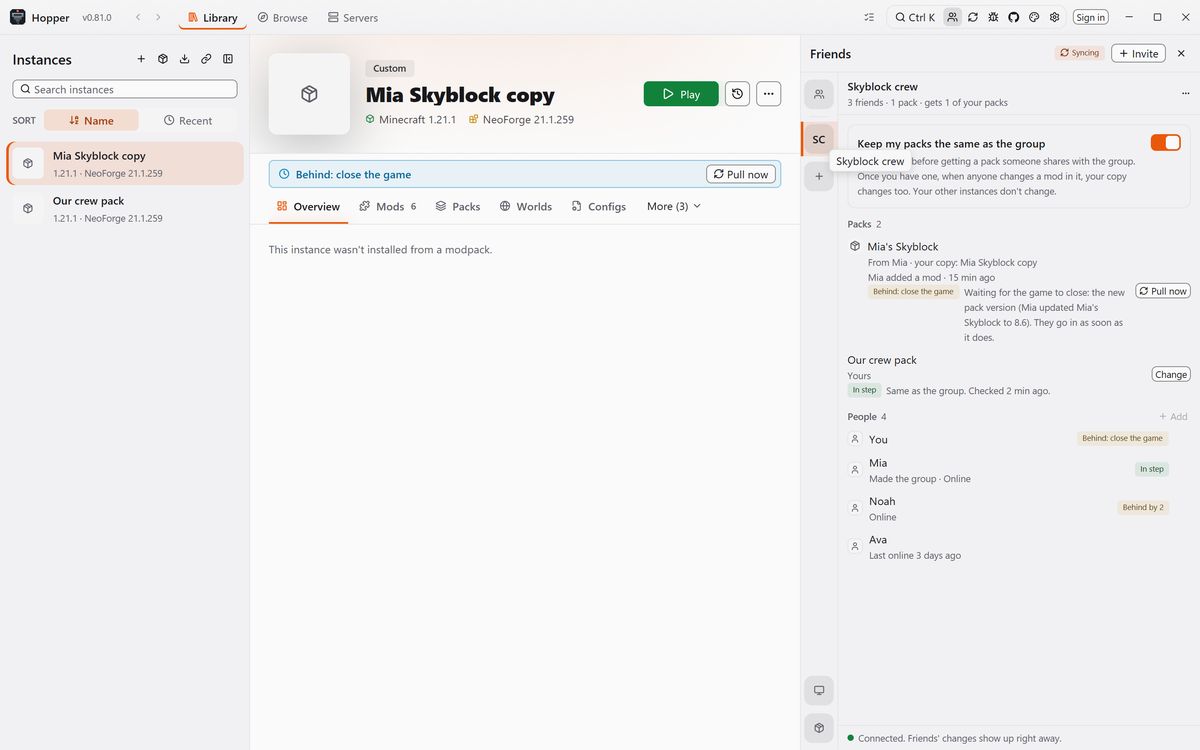 Hopper v0.81.0
Library
Browse
Servers
Ctrl K
Sign in
Instances
Search instances
SORT
Name
Recent
Mia Skyblock copy
1.21.1 · NeoForge 21.1.259
Our crew pack
1.21.1 · NeoForge 21.1.259
Custom
Mia Skyblock copy
Minecraft 1.21.1
NeoForge 21.1.259
Play
Behind: close the game
Pull now
Overview
Mods 6
Packs
Worlds
Configs
More (3)
This instance wasn't installed from a modpack.
Friends
Syncing
Invite
SC
Skyblock crew
Skyblock crew
3 friends · 1 pack · gets 1 of your packs
Keep my packs the same as the group
before getting a pack someone shares with the group.
Once you have one, when anyone changes a mod in it, your copy
changes too. Your other instances don't change.
Packs 2
Mia's Skyblock
From Mia · your copy: Mia Skyblock copy
Mia added a mod · 15 min ago
Behind: close the game
Waiting for the game to close: the new
pack version (Mia updated Mia's
Skyblock to 8.6). They go in as soon as
it does.
Pull now
Our crew pack
Yours
In step
Same as the group. Checked 2 min ago.
Change
People 4
Add
You
Behind: close the game
Mia
Made the group · Online
In step
Noah
Online
Behind by 2
Ava
Last online 3 days ago
Connected. Friends' changes show up right away.